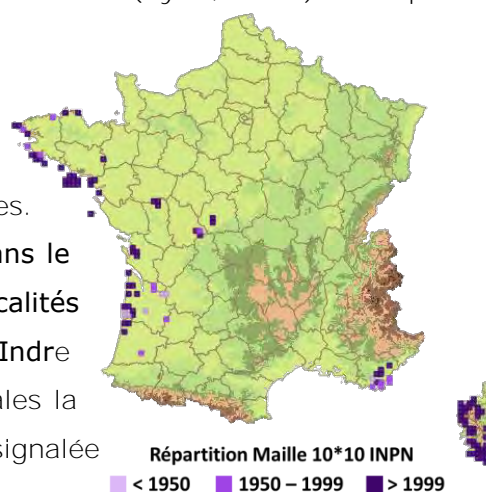 es.
ans le
calités
Indre
ales la
signalée
Répartition Maille 10*10 INPN
< 1950 1950 – 1999 > 1999